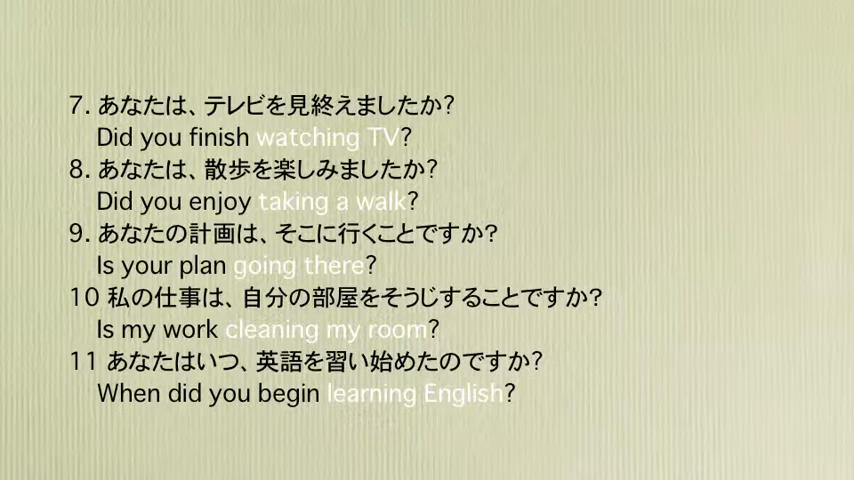 7. あなたは、テレビを見終えましたか?
Did you finish watching TV?
8. あなたは、散歩を楽しみましたか?
Did you enjoy taking a walk?
9. あなたの計画は、そこに行くことですか?
Is your plan going there?
10 私の仕事は、自分の部屋をそうじすることですか?
Is my work cleaning my room?
11 あなたはいつ、英語を習い始めたのですか?
When did you begin learning English?